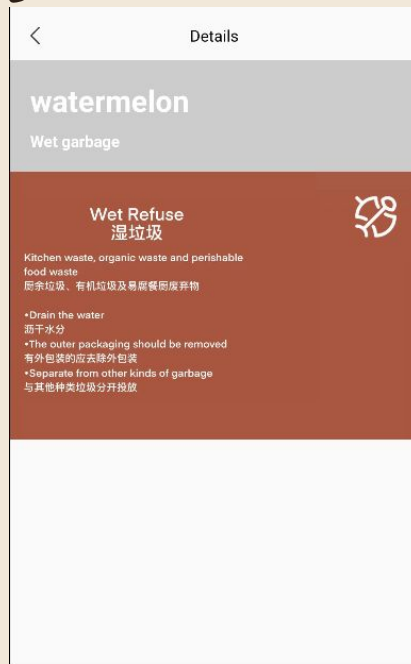 Details
watermelon
Wet garbage
Wet Refuse
湿垃圾
Kitchen waste, organic waste and perishable
food waste
厨余垃圾、有机垃圾及易腐餐厨废弃物
•Drain the water
沥干水分
•The outer packaging should be removed
有外包装的应去除外包装
•Separate from other kinds of garbage
与其他种类垃圾分开投放